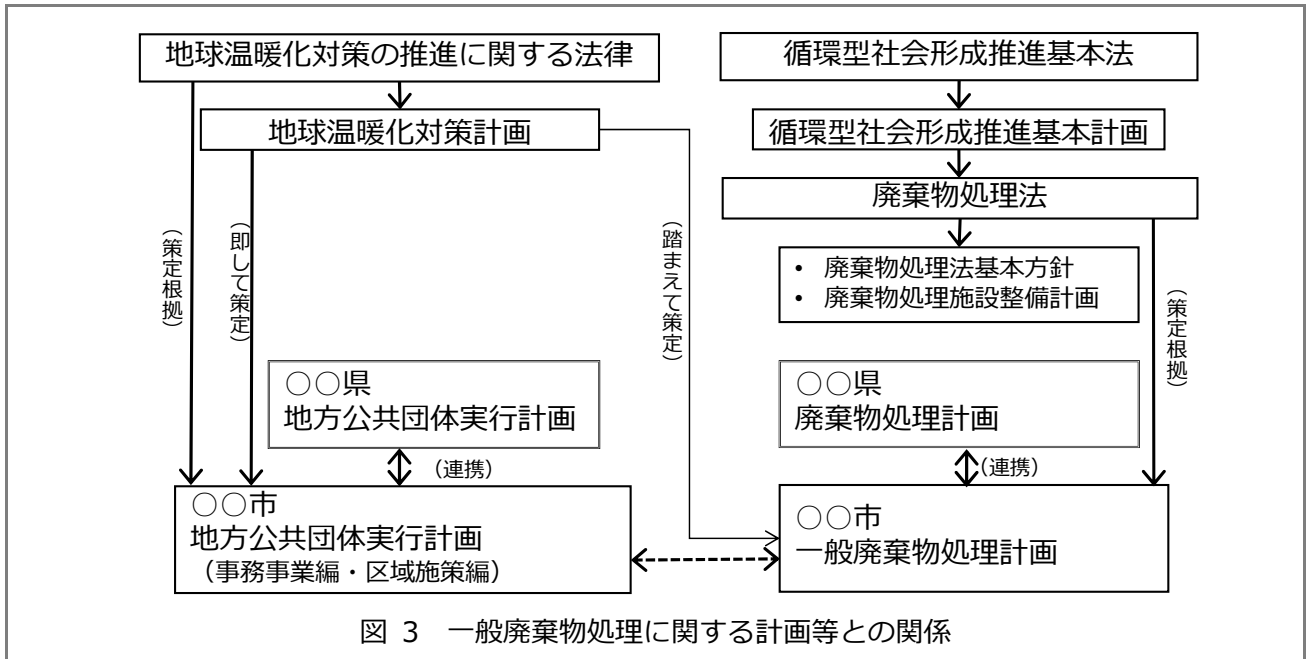 地球温暖化対策の推進に関する法律
地球温暖化対策計画
(策定根拠)
(即して策定)
(踏まえて策定)
○○県
地方公共団体実行計画
(連携)
○○市
地方公共団体実行計画
(事務事業編・区域施策編)
循環型社会形成推進基本法
循環型社会形成推進基本計画
廃棄物処理法
• 廃棄物処理法基本方針
• 廃棄物処理施設整備計画
(策定根拠)
○○県
廃棄物処理計画
(連携)
○○市
一般廃棄物処理計画
図 3 一般廃棄物処理に関する計画等との関係